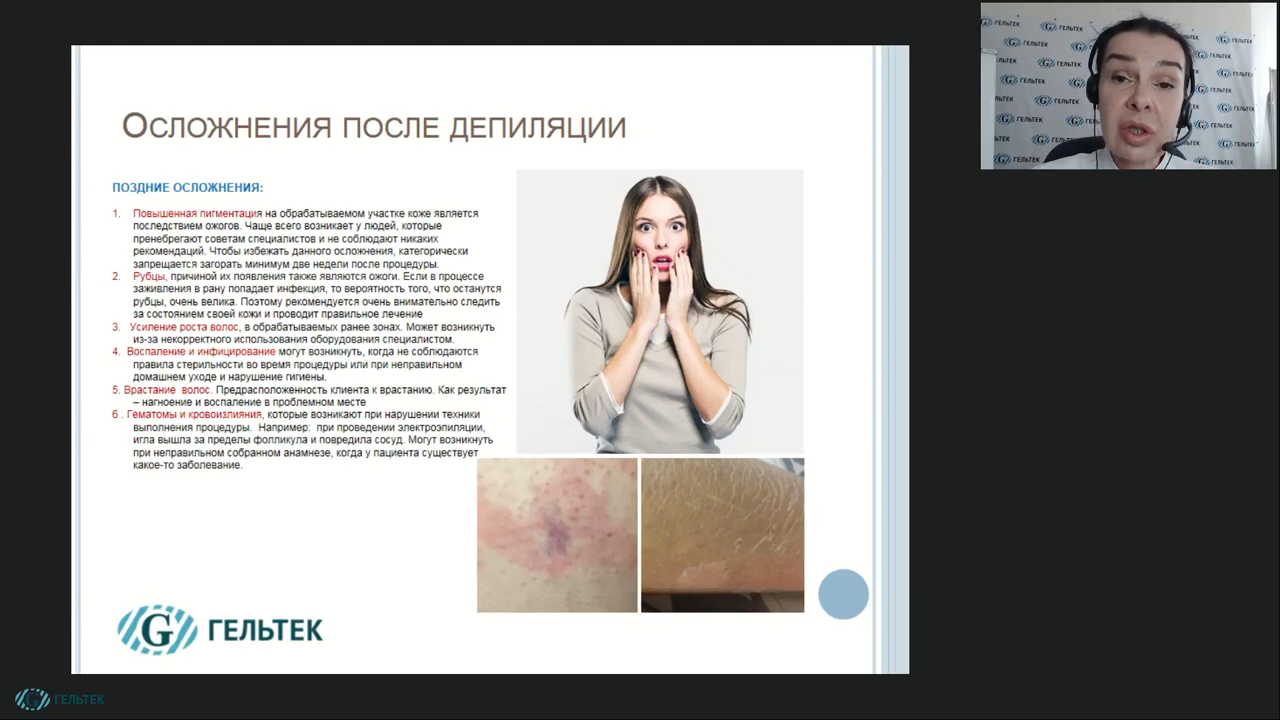 ОСЛОЖНЕНИЯ ПОСЛЕ ДЕПИЛЯЦИИ
ПОЗДНИЕ ОСЛОЖНЕНИЯ:
1. Повышенная пигментация на обрабатываемом участке коже является
последствием ожогов. Чаще всего возникает у людей, которые
пренебрегают советам специалистов и не соблюдают никаких
рекомендаций. Чтобы избежать данного осложнения, категорически
запрещается загорать минимум две недели после процедуры.
2. Рубцы, причиной их появления также являются ожоги. Если в процессе
заживления в рану попадает инфекция, то вероятность того, что останутся
рубцы, очень велика. Поэтому рекомендуется очень внимательно следить
за состоянием своей кожи и проводит правильное лечение
3. Усиление роста волос, в обрабатываемых ранее зонах. Может возникнуть
из-за некорректного использования оборудования специалистом.
4. Воспаление и инфицирование могут возникнуть, когда не соблюдаются
правила стерильности во время процедуры или при неправильном
домашнем уходе и нарушение гигиены.
5. Врастание волос. Предрасположенность клиента к врастанию. Как результат
– нагноение и воспаление в проблемном месте
6 . Гематомы и кровоизлияния, которые возникают при нарушении техники
выполнения процедуры. Например: при проведении электроэпиляции,
игла вышла за пределы фолликула и повредила сосуд. Могут возникнуть
при неправильном собранном анамнезе, когда у пациента существует
какое-то заболевание.
G ГЕЛЬТЕК
G ГЕЛЬТЕК